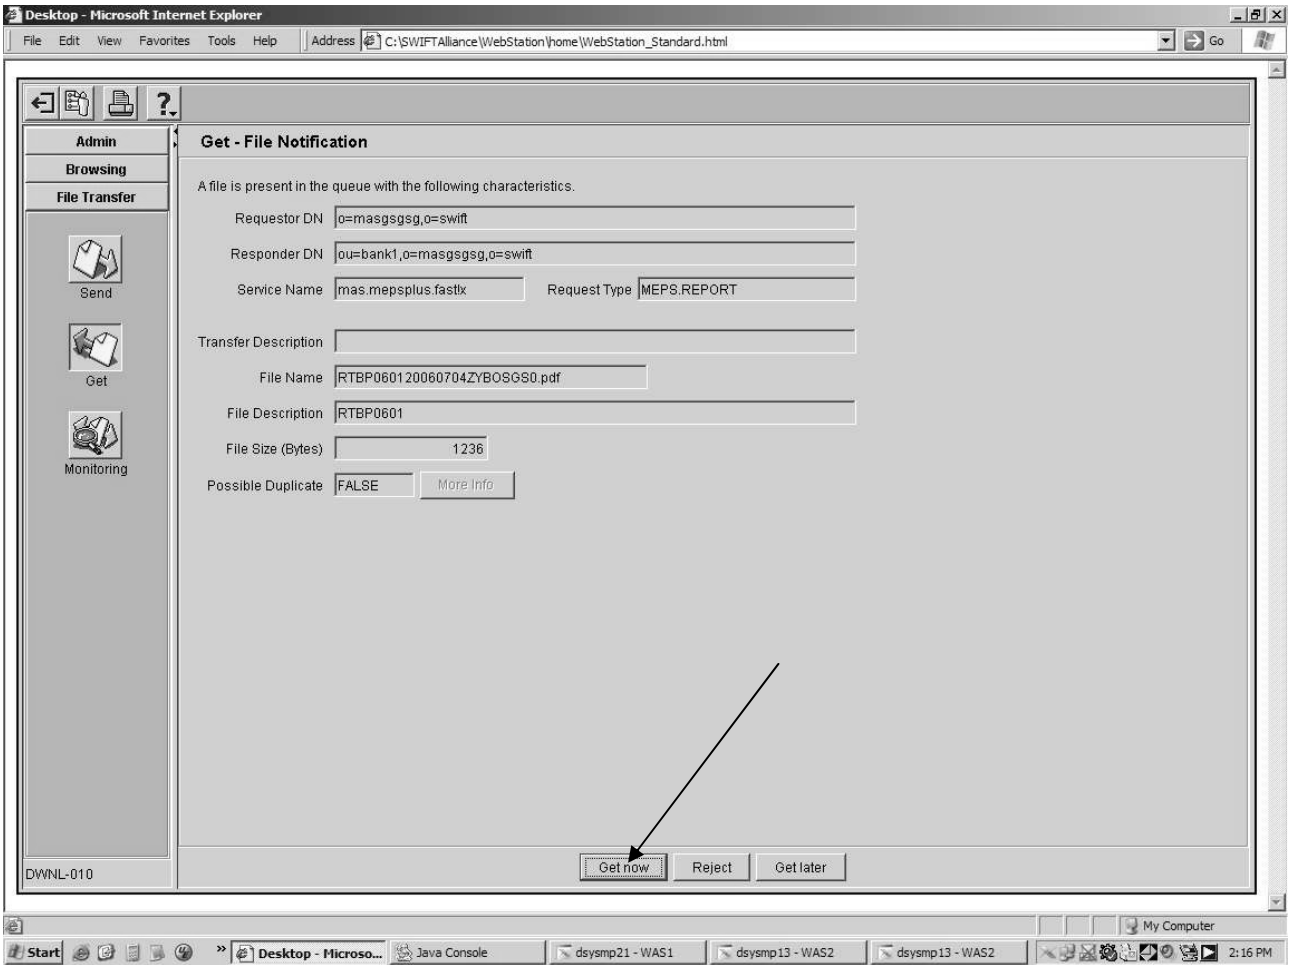 Desktop - Microsoft Internet Explorer
File Edit View Favorites Tools Help Address C:\SWIFTAlliance\WebStation\home\WebStation_Standard.html Go
?
Admin
Browsing
File Transfer
Send
Get
Monitoring
DWNL-010
Get - File Notification
A file is present in the queue with the following characteristics.
Requestor DN o=masgsgsg,o=swift
Responder DN ou=bank1,o=masgsgsg,o=swift
Service Name mas.mepsplus.fast!x Request Type MEPS.REPORT
Transfer Description
File Name RTBP060120060704ZYBOSGS0.pdf
File Description RTBP0601
File Size (Bytes) 1236
Possible Duplicate FALSE More Info
Get now Reject Get later
My Computer
Start » Desktop - Microso... Java Console dsysmp21 - WAS1 dsysmp13 - WAS2 dsysmp13 - WAS2 2:16 PM